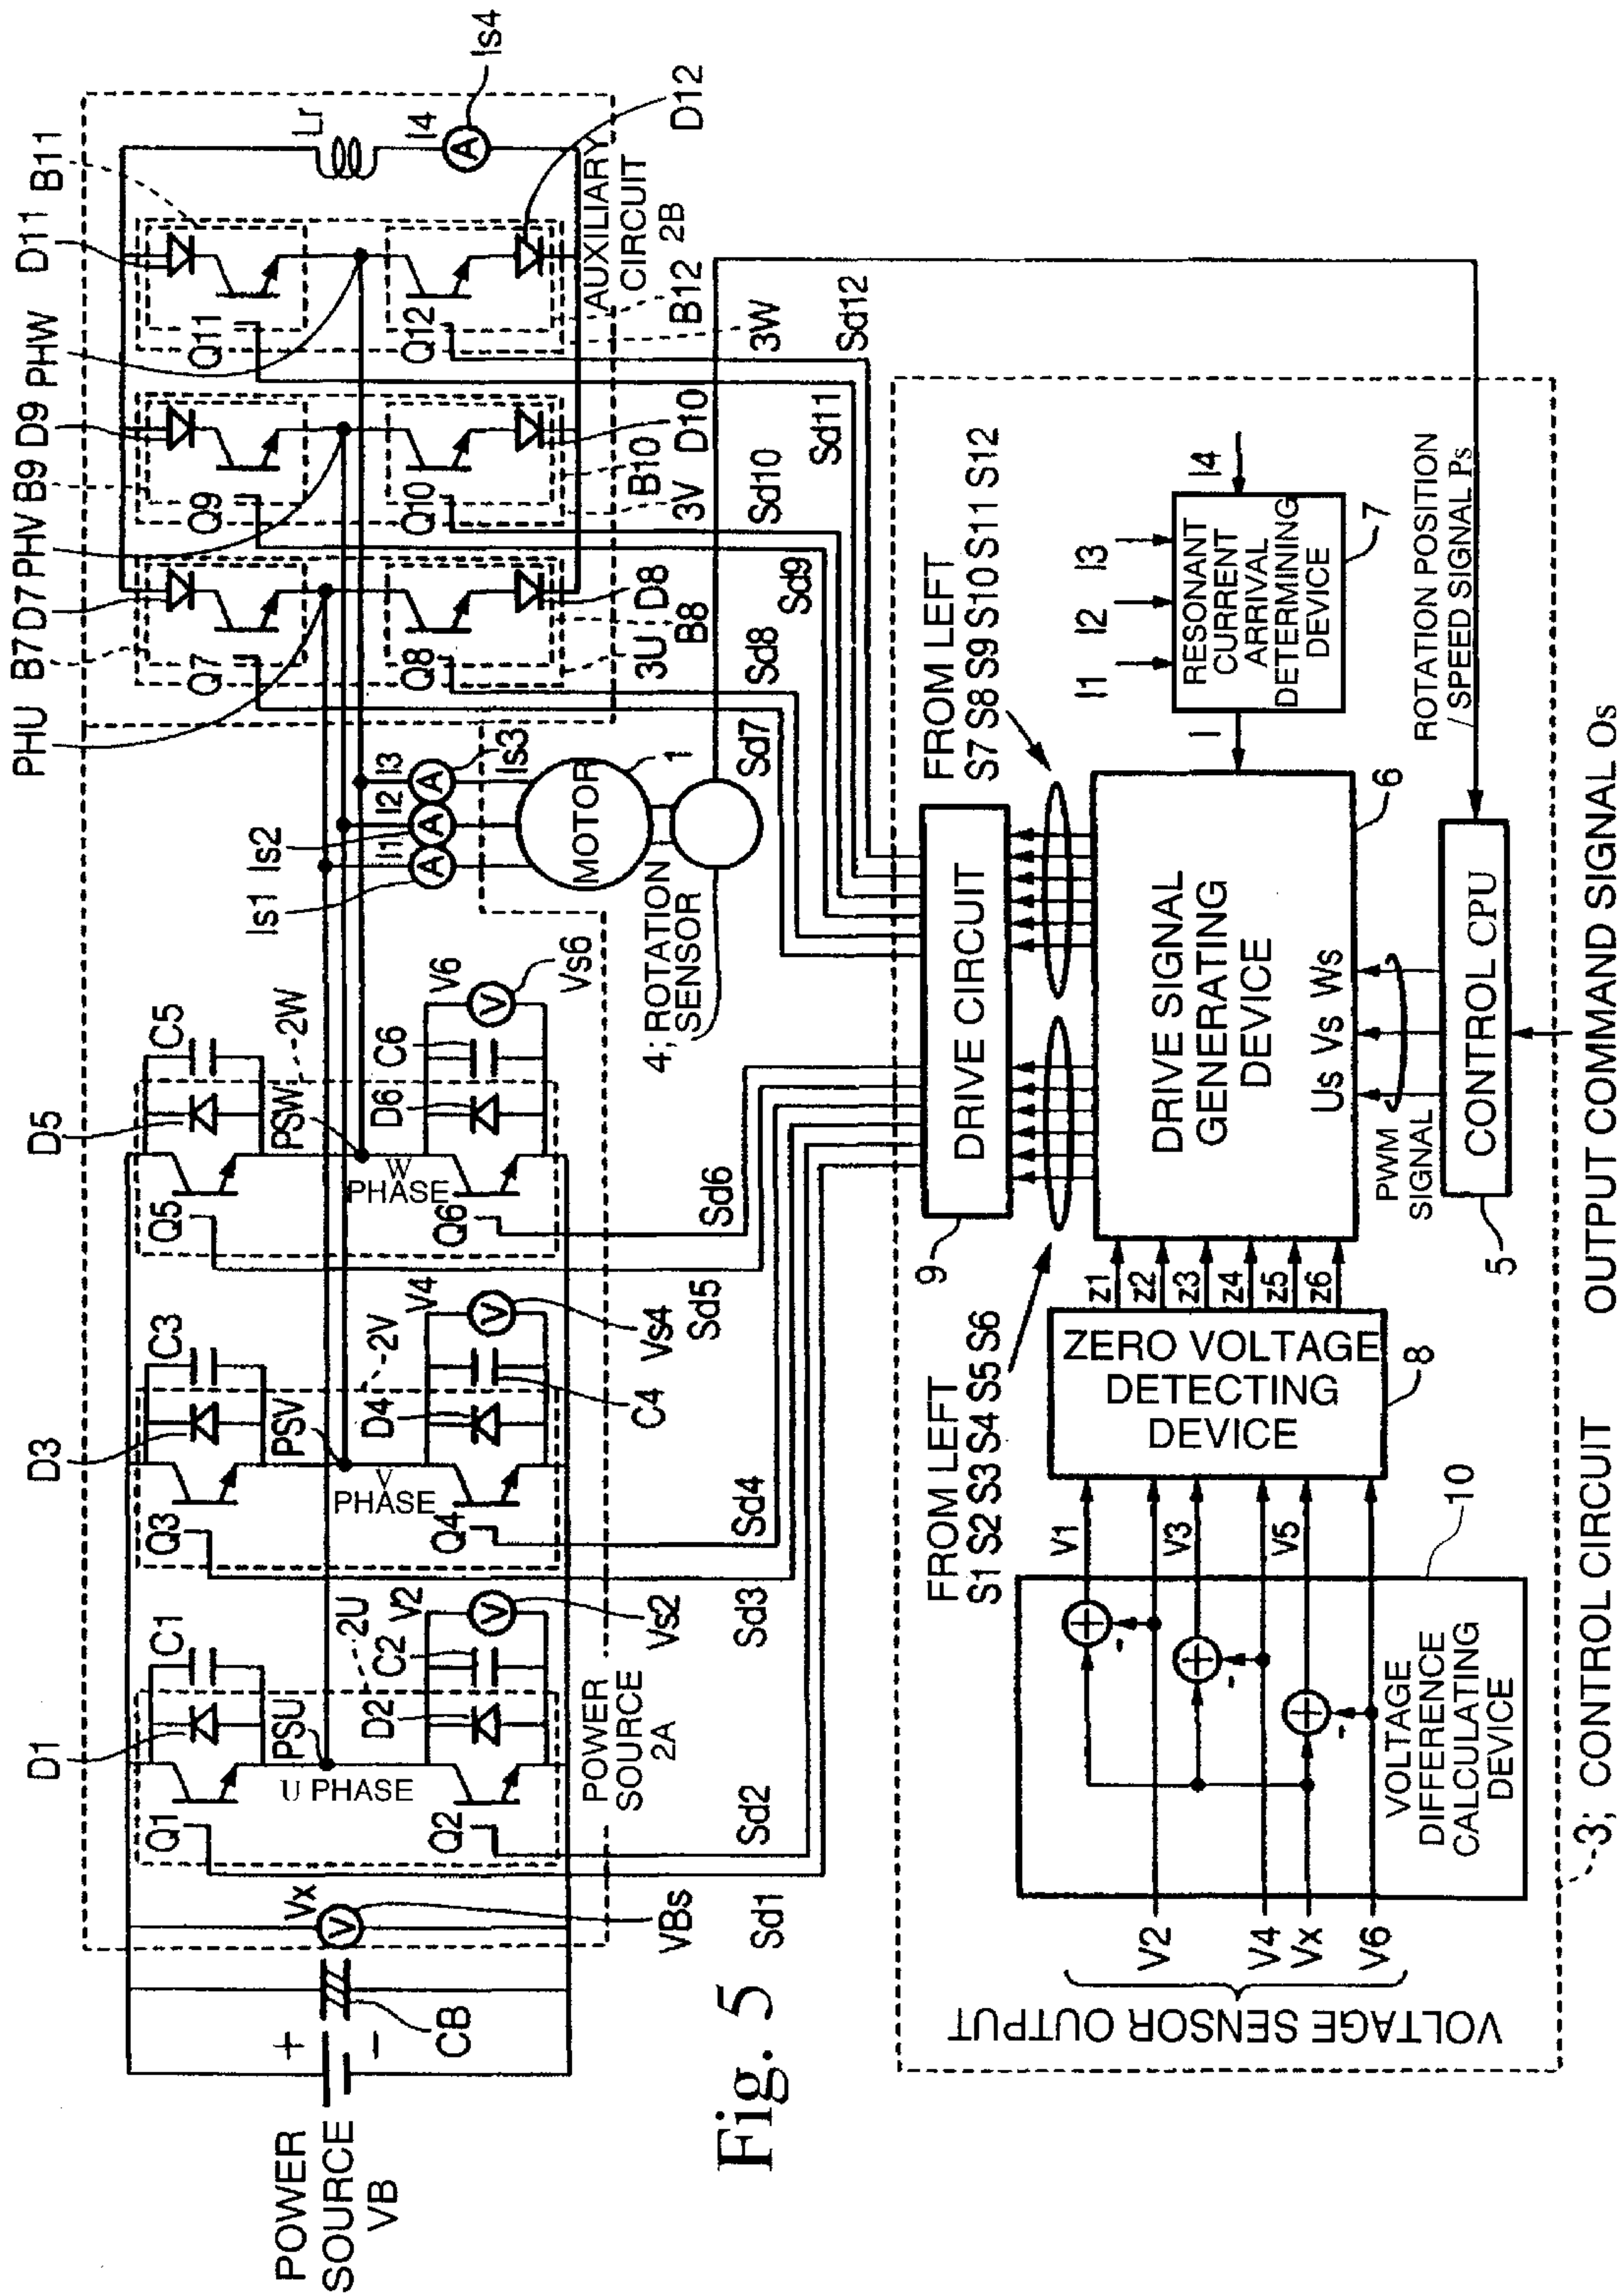 Fig. 5
POWER
SOURCE
VB
+
-
CB
Vx
V
VBs
D1
C1
Q1
PSU
2U
U PHASE
Q2
D2
C2
V2
V
Vs2
POWER
SOURCE
2A
D3
C3
Q3
PSV
2V
V
PHASE
Q4
D4
V4
V
Vs4
C4
D5
C5
Q5
PSW
2W
W
PHASE
Q6
D6
C6
V6
V
Vs6
Is1
Is2
I1
I2
I3
A
A
A
Is3
MOTOR
1
4; ROTATION
SENSOR
PHU
B7
D7
PHV
B9
D9
PHW
D11
B11
Q7
Q8
3U
B8
D8
Q9
Q10
3V
B10
D10
Q11
Q12
3W
B12
AUXILIARY
CIRCUIT
2B
Lr
I4
A
Is4
D12
Sd1
Sd2
Sd3
Sd4
Sd5
Sd6
Sd7
Sd8
Sd9
Sd10
Sd11
Sd12
9
DRIVE CIRCUIT
FROM LEFT
S1 S2 S3 S4 S5 S6
FROM LEFT
S7 S8 S9 S10 S11 S12
DRIVE SIGNAL
GENERATING
DEVICE
6
Us Vs Ws
PWM
SIGNAL
CONTROL CPU
5
I1
I2
I3
I4
RESONANT
CURRENT
ARRIVAL
DETERMINING
DEVICE
7
I
ROTATION POSITION
/SPEED SIGNAL Ps
z1
z2
z3
z4
z5
z6
ZERO VOLTAGE
DETECTING
DEVICE
8
V1
V3
V5
10
-
-
-
VOLTAGE
DIFFERENCE
CALCULATING
DEVICE
V2
V4
Vx
V6
VOLTAGE SENSOR OUTPUT
3; CONTROL CIRCUIT
OUTPUT COMMAND SIGNAL Os